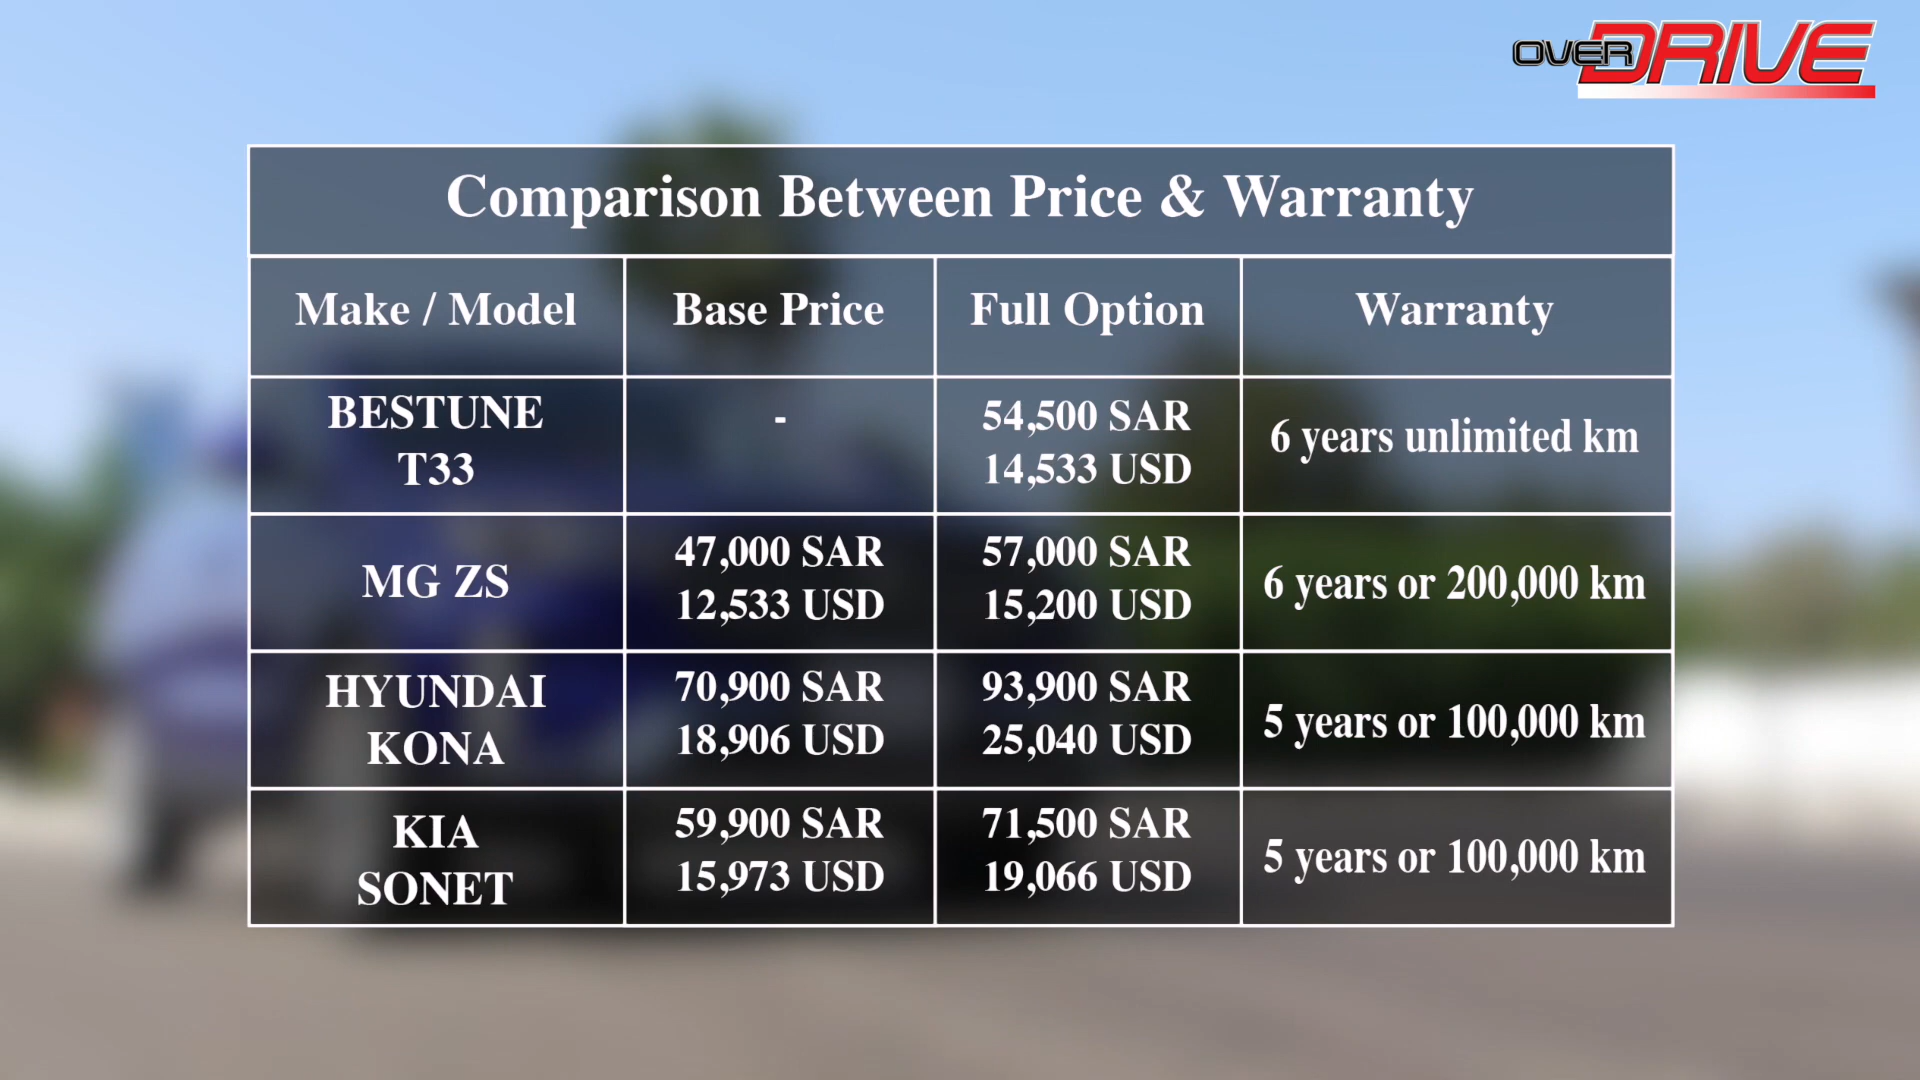 OVER DRIVE
Comparison Between Price & Warranty
Make / Model
Base Price
Full Option
Warranty
BESTUNE
T33
-
54,500 SAR
14,533 USD
6 years unlimited km
MG ZS
47,000 SAR
12,533 USD
57,000 SAR
15,200 USD
6 years or 200,000 km
HYUNDAI
KONA
70,900 SAR
18,906 USD
93,900 SAR
25,040 USD
5 years or 100,000 km
KIA
SONET
59,900 SAR
15,973 USD
71,500 SAR
19,066 USD
5 years or 100,000 km